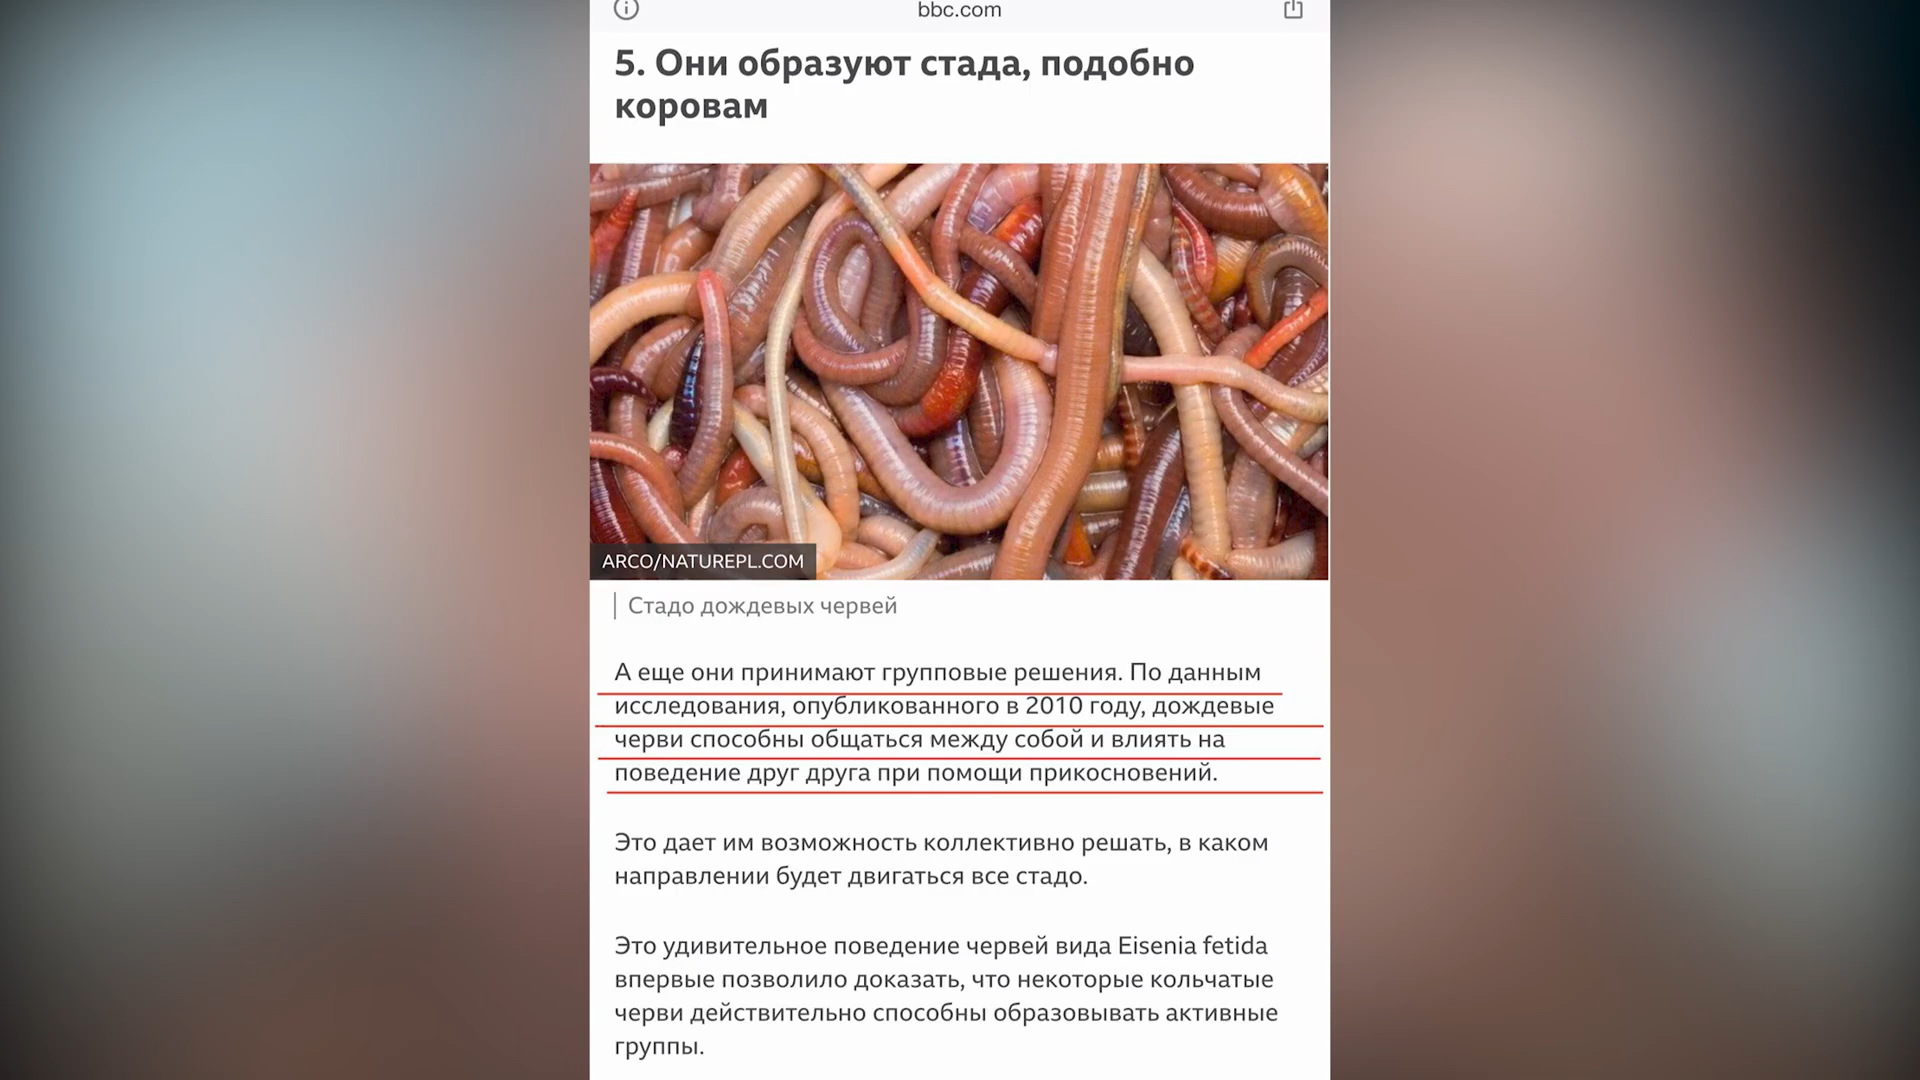 bbc.com
5. Они образуют стада, подобно
коровам
ARCO/NATUREPL.COM
Стадо дождевых червей
А еще они принимают групповые решения. По данным
исследования, опубликованного в 2010 году, дождевые
черви способны общаться между собой и влиять на
поведение друг друга при помощи прикосновений.
Это дает им возможность коллективно решать, в каком
направлении будет двигаться все стадо.
Это удивительное поведение червей вида Eisenia fetida
впервые позволило доказать, что некоторые кольчатые
черви действительно способны образовывать активные
группы.